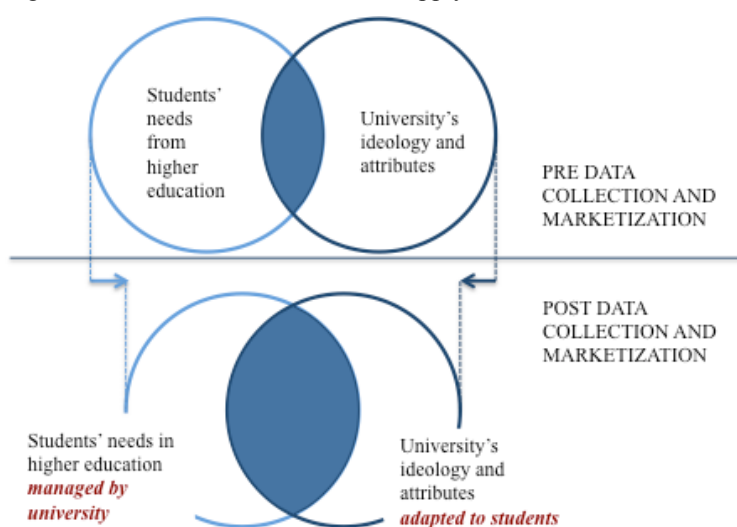 Students'
needs
from
higher
education
University's
ideology and
attributes
PRE DATA
COLLECTION AND
MARKETIZATION
POST DATA
COLLECTION AND
MARKETIZATION
Students' needs in
higher education
managed by
university
University's
ideology and
attributes
adapted to students